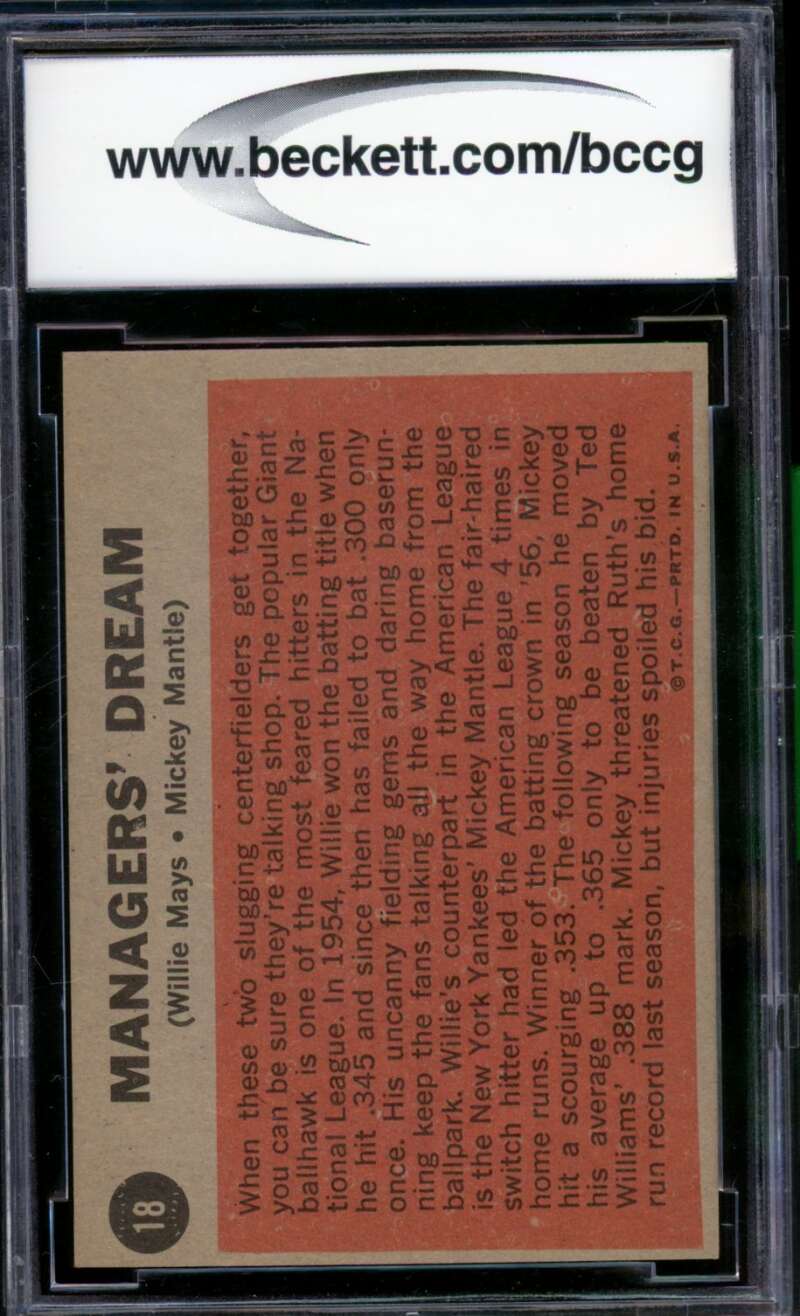 www.beckett.com/bccg
18
MANAGERS' DREAM
(Willie Mays • Mickey Mantle)
When these two slugging centerfielders get together,
you can be sure they're talking shop. The popular Giant
ballhawk is one of the most feared hitters in the Na-
tional League. In 1954, Willie won the batting title when
he hit .345 and since then has failed to bat .300 only
once. His uncanny fielding gems and daring baserun-
ning keep the fans talking all the way home from the
ballpark. Willie's counterpart in the American League
is the New York Yankees' Mickey Mantle. The fair-haired
switch hitter had led the American League 4 times in
home runs. Winner of the batting crown in '56, Mickey
hit a scourging .353. The following season he moved
his average up to .365 only to be beaten by Ted
Williams' .388 mark. Mickey threatened Ruth's home
run record last season, but injuries spoiled his bid.
© T.C.G.—PRTD. IN U.S.A.